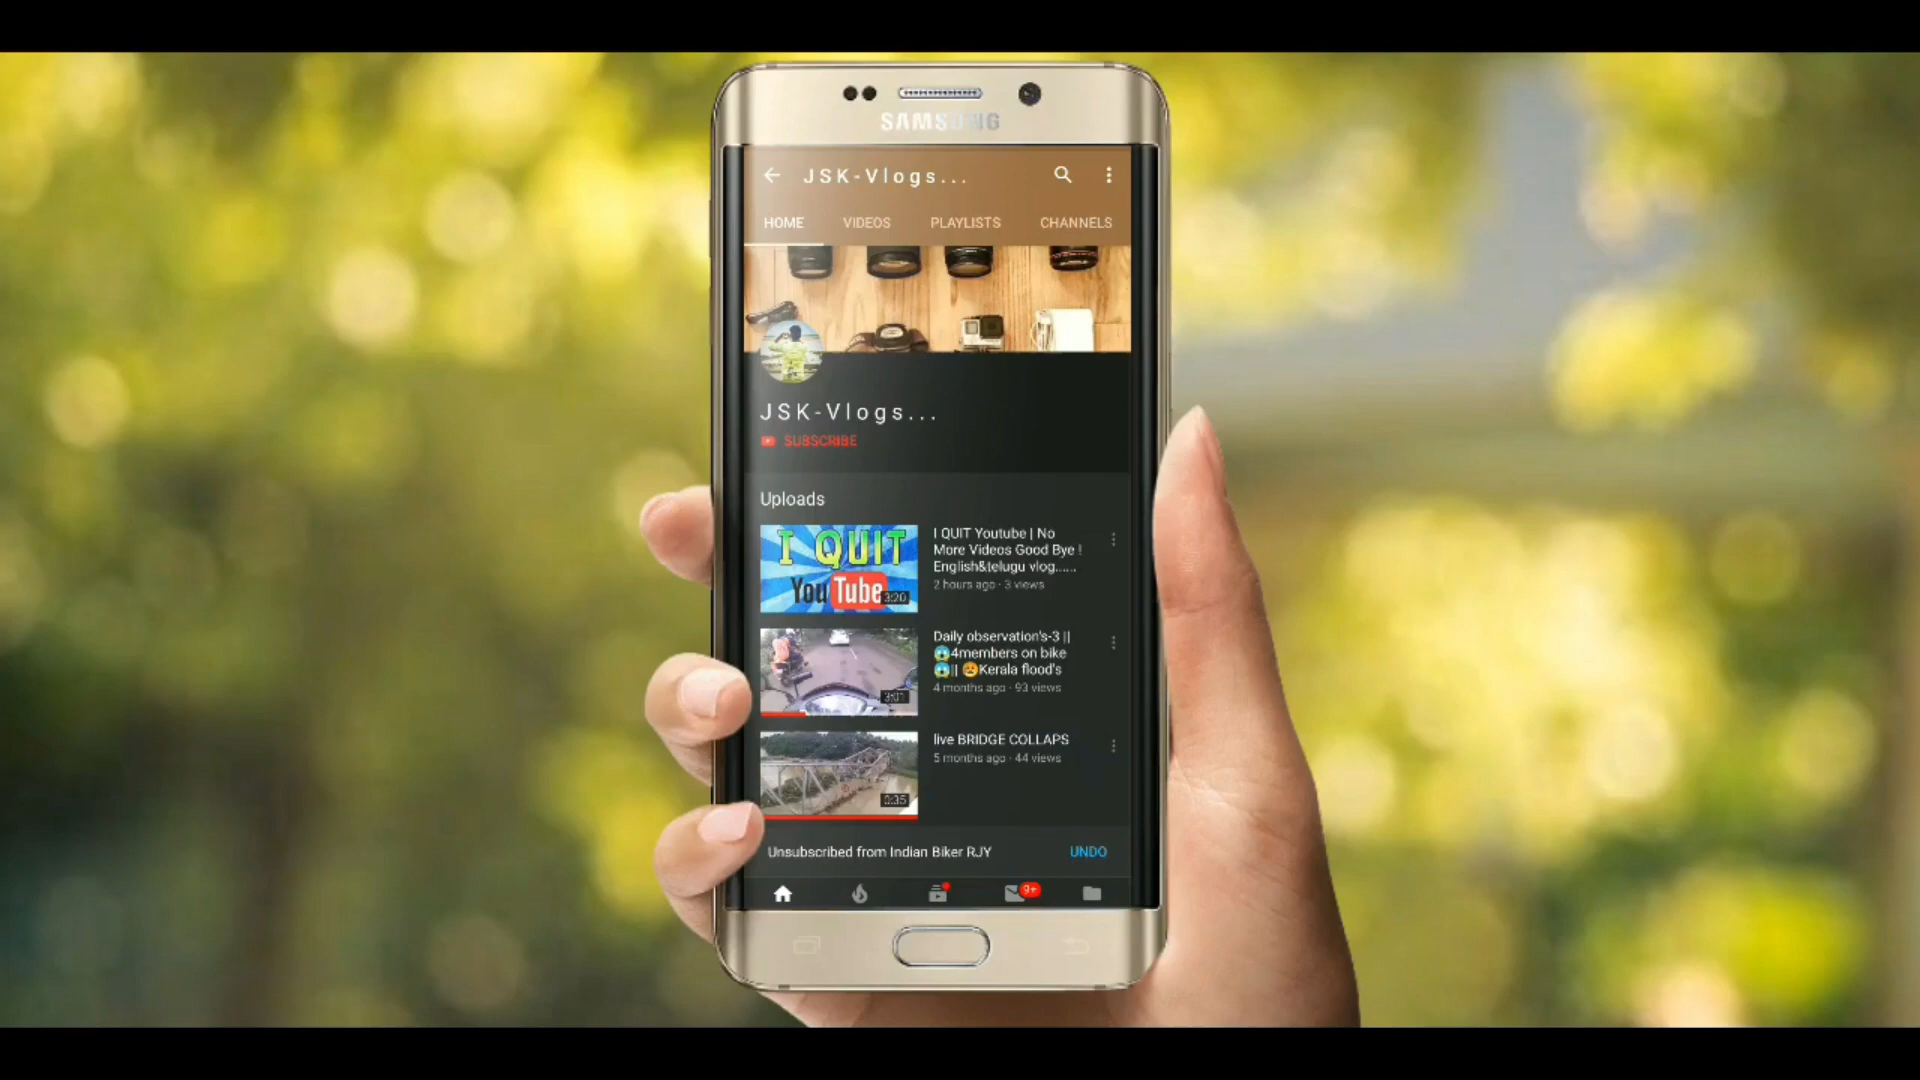 SAMSUNG
JSK-Vlogs...
HOME VIDEOS PLAYLISTS CHANNELS
JSK-Vlogs...
SUBSCRIBE
Uploads
I QUIT
YouTube
3:20
I QUIT Youtube | No
More Videos Good Bye !
English&telugu vlog......
2 hours ago · 3 views
3:01
Daily observation's-3 ||
😱4members on bike
😱|| 😥Kerala flood's
4 months ago · 93 views
0:35
live BRIDGE COLLAPS
5 months ago · 44 views
Unsubscribed from Indian Biker RJY UNDO
9+